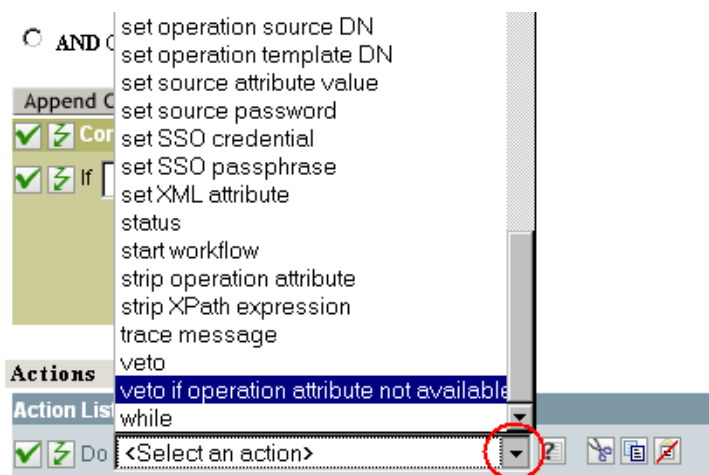 set operation source DN
AND
set operation template DN
set source attribute value
Append
set source password
set SSO credential
If
set SSO passphrase
set XML attribute
status
start workflow
strip operation attribute
strip XPath expression
trace message
veto
Actions
veto if operation attribute not available
Action
while
Do <Select an action> ?